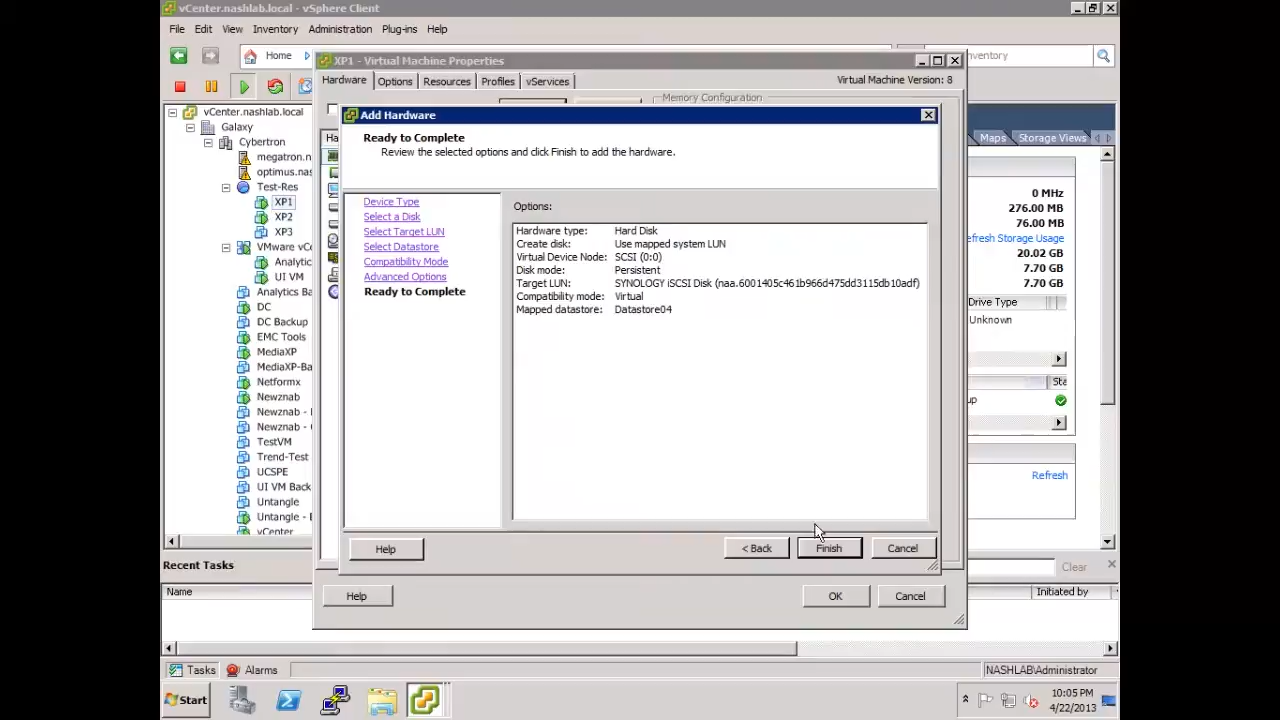 vCenter.nashlab.local - vSphere Client
File Edit View Inventory Administration Plug-ins Help
Home
XP1 - Virtual Machine Properties
Hardware Options Resources Profiles vServices
Virtual Machine Version: 8
Memory Configuration
Add Hardware
Ready to Complete
Review the selected options and click Finish to add the hardware.
Device Type
Select a Disk
Select Target LUN
Select Datastore
Compatibility Mode
Advanced Options
Ready to Complete
Options:
Hardware type: Hard Disk
Create disk: Use mapped system LUN
Virtual Device Node: SCSI (0:0)
Disk mode: Persistent
Target LUN: SYNOLOGY iSCSI Disk (naa.6001405c461b966d475dd3115db10adf)
Compatibility mode: Virtual
Mapped datastore: Datastore04
Help < Back Finish Cancel
Help OK Cancel
vCenter.nashlab.local
Galaxy
Cybertron
megatron.n
optimus.nas
Test-Res
XP1
XP2
XP3
VMware vC
Analytic
UI VM
Analytics Ba
DC
DC Backup
EMC Tools
MediaXP
MediaXP-Ba
Netformx
Newznab
Newznab -
Newznab -
TestVM
Trend-Test
UCSPE
UI VM Back
Untangle
Untangle -
vCenter
nventory
Maps Storage Views
0 MHz
276.00 MB
76.00 MB
efresh Storage Usage
20.02 GB
7.70 GB
7.70 GB
Drive Type
Unknown
Sta
up
Refresh
Recent Tasks
Clear
Name
Initiated by
Tasks Alarms
NASHLAB\Administrator
Start
10:05 PM
4/22/2013